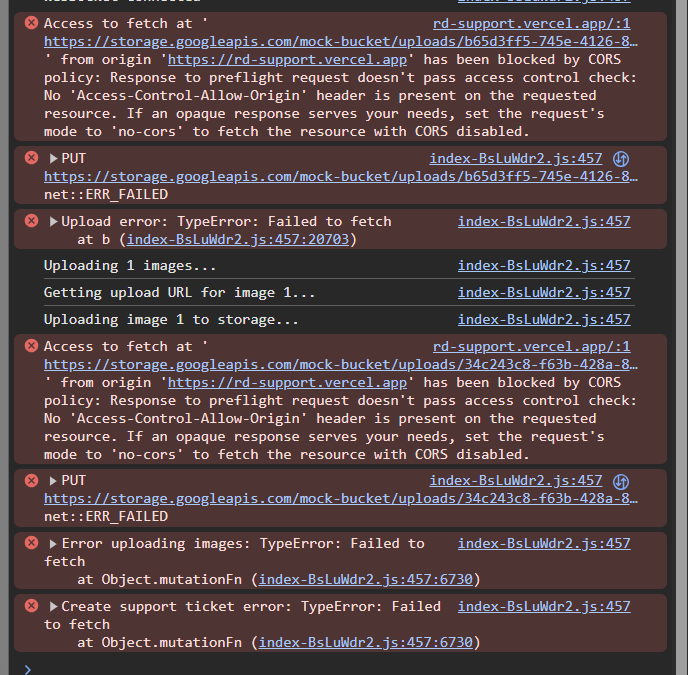 Access to fetch at ' rd-support.vercel.app/:1
https://storage.googleapis.com/mock-bucket/uploads/b65d3ff5-745e-4126-8…
' from origin 'https://rd-support.vercel.app' has been blocked by CORS
policy: Response to preflight request doesn't pass access control check:
No 'Access-Control-Allow-Origin' header is present on the requested
resource. If an opaque response serves your needs, set the request's
mode to 'no-cors' to fetch the resource with CORS disabled.
PUT index-BsLuWdr2.js:457
https://storage.googleapis.com/mock-bucket/uploads/b65d3ff5-745e-4126-8…
net::ERR_FAILED
Upload error: TypeError: Failed to fetch index-BsLuWdr2.js:457
at b (index-BsLuWdr2.js:457:20703)
Uploading 1 images... index-BsLuWdr2.js:457
Getting upload URL for image 1... index-BsLuWdr2.js:457
Uploading image 1 to storage... index-BsLuWdr2.js:457
Access to fetch at ' rd-support.vercel.app/:1
https://storage.googleapis.com/mock-bucket/uploads/34c243c8-f63b-428a-8…
' from origin 'https://rd-support.vercel.app' has been blocked by CORS
policy: Response to preflight request doesn't pass access control check:
No 'Access-Control-Allow-Origin' header is present on the requested
resource. If an opaque response serves your needs, set the request's
mode to 'no-cors' to fetch the resource with CORS disabled.
PUT index-BsLuWdr2.js:457
https://storage.googleapis.com/mock-bucket/uploads/34c243c8-f63b-428a-8…
net::ERR_FAILED
Error uploading images: TypeError: Failed to index-BsLuWdr2.js:457
fetch
at Object.mutationFn (index-BsLuWdr2.js:457:6730)
Create support ticket error: TypeError: Failed index-BsLuWdr2.js:457
to fetch
at Object.mutationFn (index-BsLuWdr2.js:457:6730)